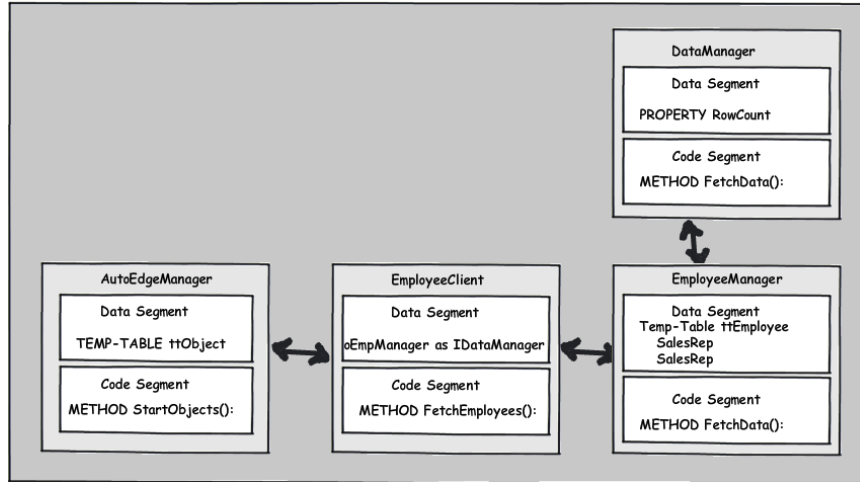 DataManager
Data Segment
PROPERTY RowCount
Code Segment
METHOD FetchData():
AutoEdgeManager
Data Segment
TEMP-TABLE ttObject
Code Segment
METHOD StartObjects():
EmployeeClient
Data Segment
oEmpManager as IDataManager
Code Segment
METHOD FetchEmployees():
EmployeeManager
Data Segment
Temp-Table ttEmployee
SalesRep
SalesRep
Code Segment
METHOD FetchData():